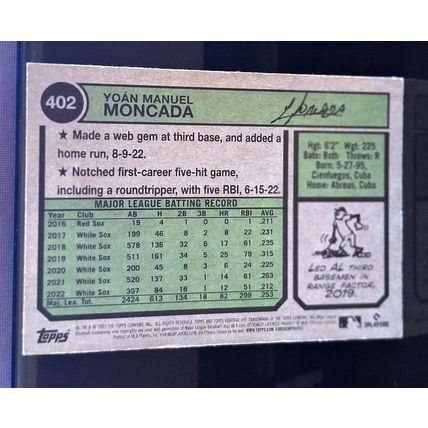 402
YOÁN MANUEL
MONCADA
Moncada
★ Made a web gem at third base, and added a
home run, 8-9-22.
★ Notched first-career five-hit game,
including a roundtripper, with five RBI, 6-15-22.
Hgt: 6'2" Wgt: 225
Bats: Both Throws: R
Born: 5-27-95,
Cienfuegos, Cuba
Home: Abreus, Cuba
MAJOR LEAGUE BATTING RECORD
Year Club AB H 2B 3B HR RBI AVG
2016 Red Sox 19 4 1 0 0 1 .211
2017 White Sox 199 46 8 2 8 22 .231
2018 White Sox 578 136 32 6 17 61 .235
2019 White Sox 511 161 34 5 25 79 .315
2020 White Sox 200 45 8 3 6 24 .225
2021 White Sox 520 137 33 1 14 61 .263
2022 White Sox 397 84 18 1 12 51 .212
Maj. Lea. Tot. 2424 613 134 18 82 299 .253
LED AL THIRD
BASEMEN IN
RANGE FACTOR,
2019.
Topps
MLB PLAYERS